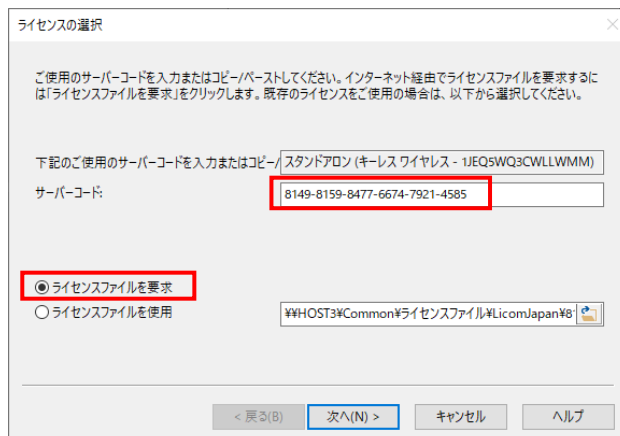 ライセンスの選択
ご使用のサーバーコードを入力またはコピー/ペーストしてください。インターネット経由でライセンスファイルを要求するに
は「ライセンスファイルを要求」をクリックします。既存のライセンスをご使用の場合は、以下から選択してください。
下記のご使用のサーバーコードを入力またはコピー/ スタンドアロン (キーレス ワイヤレス - 1JEQ5WQ3CWLLWMM)
サーバーコード: 8149-8159-8477-6674-7921-4585
ライセンスファイルを要求
ライセンスファイルを使用 ¥¥HOST3¥Common¥ライセンスファイル¥LicomJapan¥8
< 戻る(B) 次へ(N) > キャンセル ヘルプ